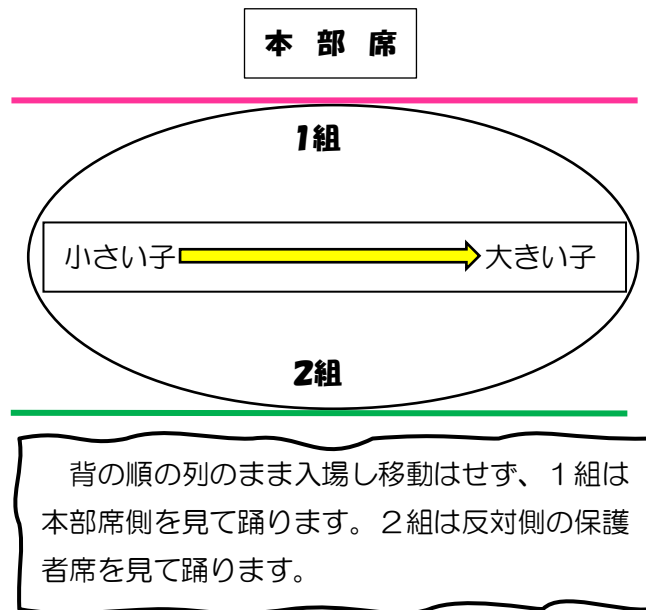 本 部 席
1組
小さい子 大きい子
2組
背の順の列のまま入場し移動はせず、１組は
本部席側を見て踊ります。２組は反対側の保護
者席を見て踊ります。